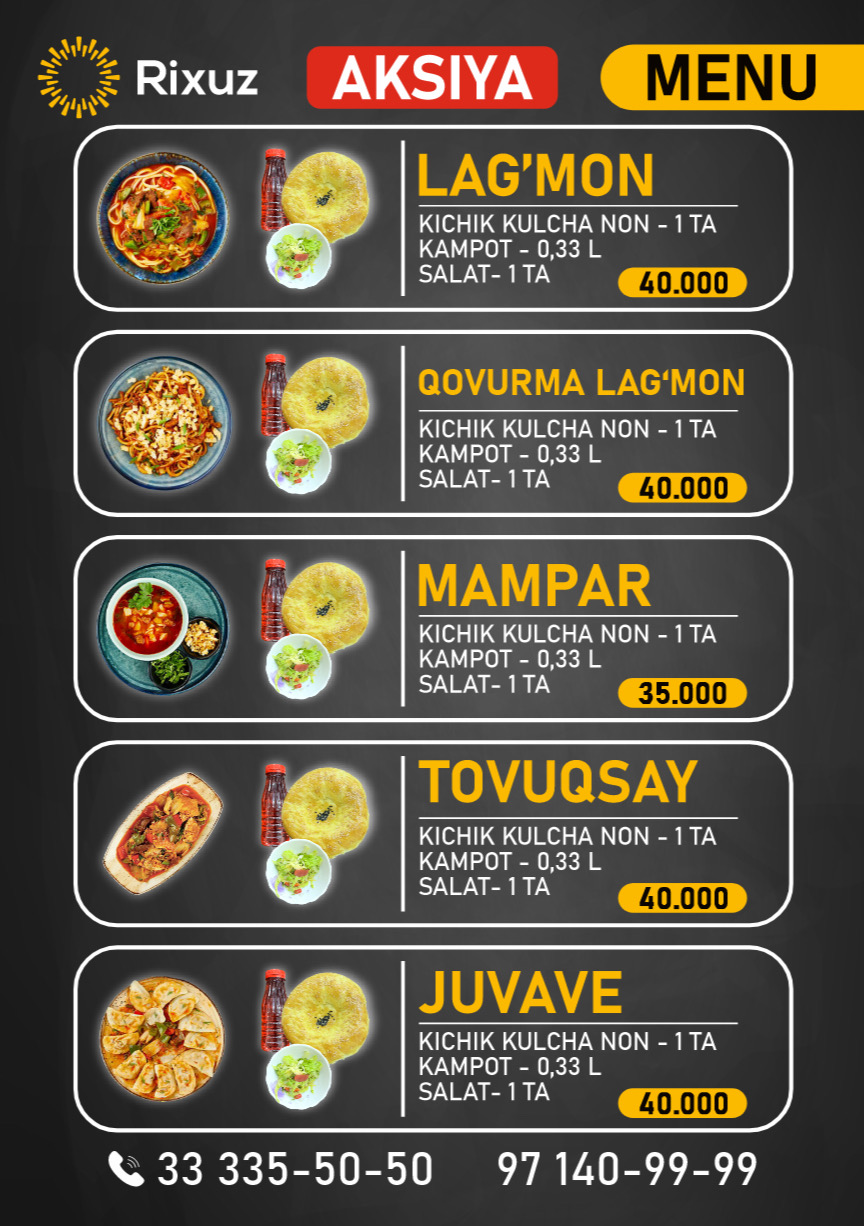 Rixuz
AKSIYA
MENU
LAG’MON
KICHIK KULCHA NON - 1 TA
KAMPOT - 0,33 L
SALAT- 1 TA
40.000
QOVURMA LAG‘MON
KICHIK KULCHA NON - 1 TA
KAMPOT - 0,33 L
SALAT- 1 TA
40.000
MAMPAR
KICHIK KULCHA NON - 1 TA
KAMPOT - 0,33 L
SALAT- 1 TA
35.000
TOVUQSAY
KICHIK KULCHA NON - 1 TA
KAMPOT - 0,33 L
SALAT- 1 TA
40.000
JUVAVE
KICHIK KULCHA NON - 1 TA
KAMPOT - 0,33 L
SALAT- 1 TA
40.000
33 335-50-50
97 140-99-99